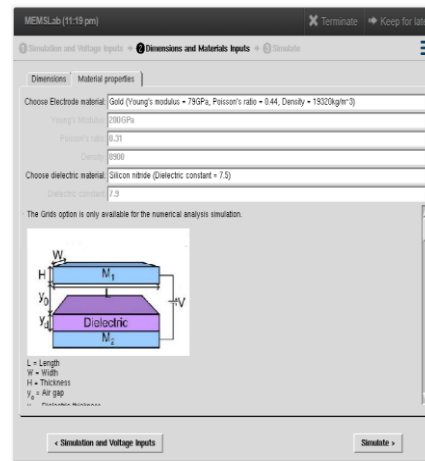 MEMSLab (11:19 pm) Terminate Keep for late
1 Simulation and Voltage Inputs → 2 Dimensions and Materials Inputs → 3 Simulate
Dimensions Material properties
Choose Electrode material: Gold (Young's modulus = 79GPa, Poisson's ratio = 0.44, Density = 19320kg/m^3)
Young's Modulus: 200GPa
Poisson's ratio: 0.31
Density: 8900
Choose dielectric material: Silicon nitride (Dielectric constant = 7.5)
Dielectric constant: 7.9
The Grids option is only available for the numerical analysis simulation.
W
H M1
L
y0 V
yd Dielectric
M2
L = Length
W = Width
H = Thickness
y0 = Air gap
< Simulation and Voltage Inputs Simulate >